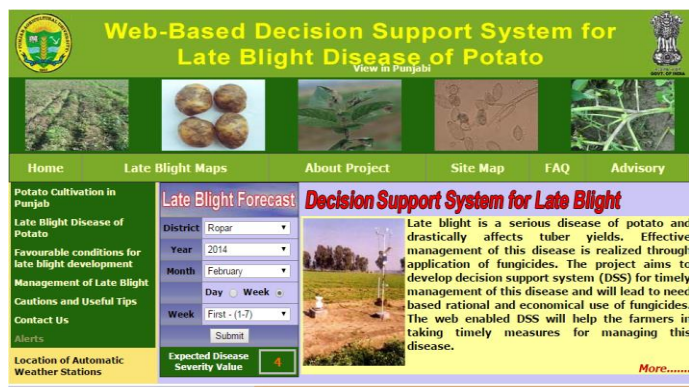 Web-Based Decision Support System for
Late Blight Disease of Potato
View in Punjabi
GOVT. OF INDIA
Home Late Blight Maps About Project Site Map FAQ Advisory
Potato Cultivation in
Punjab
Late Blight Disease of
Potato
Favourable conditions for
late blight development
Management of Late Blight
Cautions and Useful Tips
Contact Us
Alerts
Location of Automatic
Weather Stations
Late Blight Forecast
District Ropar
Year 2014
Month February
Day Week
Week First - (1-7)
Submit
Expected Disease
Severity Value 4
Decision Support System for Late Blight
Late blight is a serious disease of potato and
drastically affects tuber yields. Effective
management of this disease is realized through
application of fungicides. The project aims to
develop decision support system (DSS) for timely
management of this disease and will lead to need
based rational and economical use of fungicides.
The web enabled DSS will help the farmers in
taking timely measures for managing this
disease.
More.......